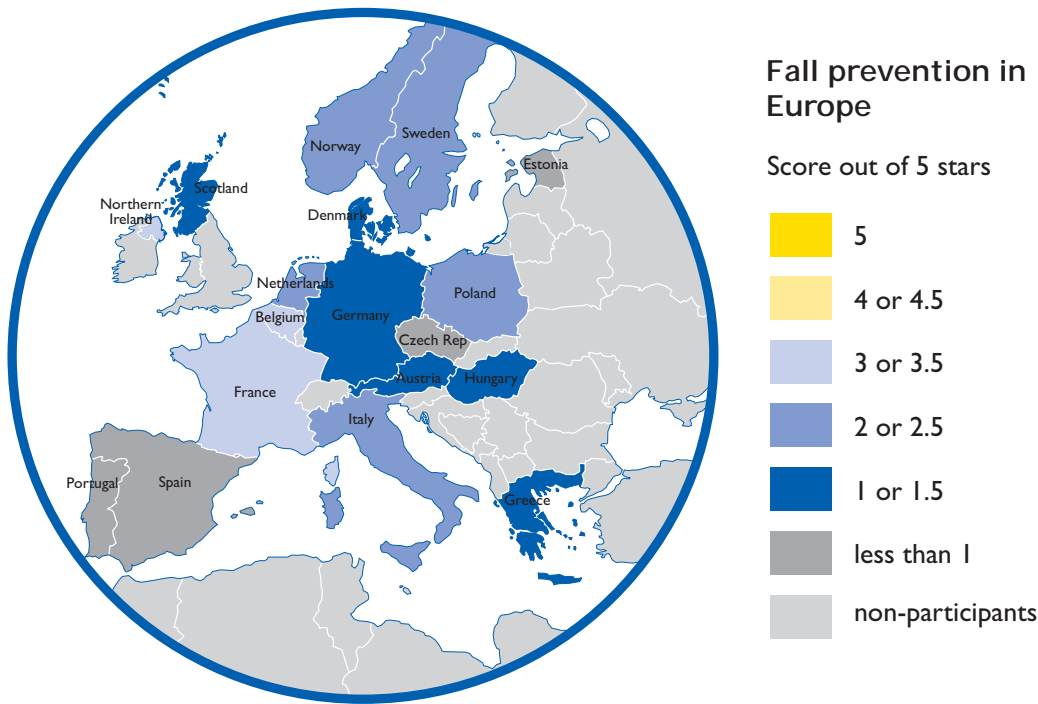 Fall prevention in
Europe
Score out of 5 stars
5
4 or 4.5
3 or 3.5
2 or 2.5
1 or 1.5
less than 1
non-participants
Norway
Sweden
Estonia
Scotland
Northern
Ireland
Denmark
Netherlands
Belgium
Germany
Poland
Czech Rep
Austria
Hungary
France
Italy
Portugal
Spain
Greece